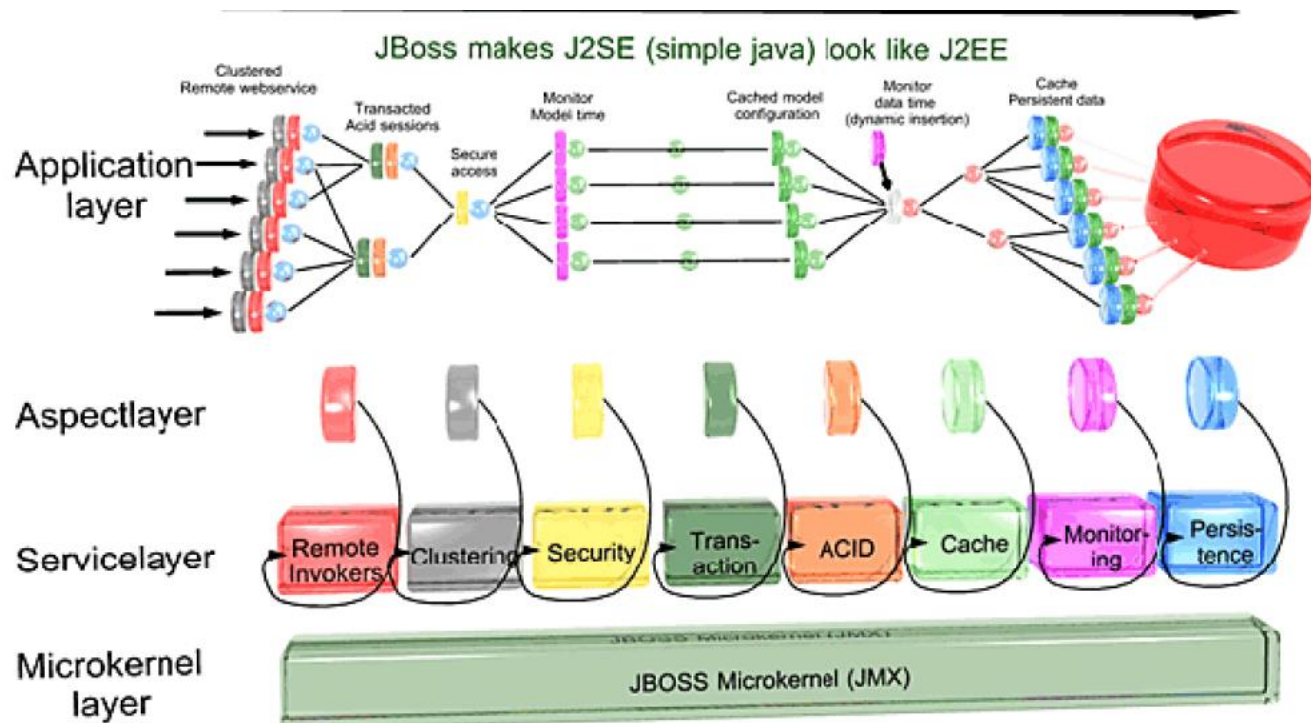 JBoss makes J2SE (simple java) look like J2EE
Clustered
Remote webservice
Transacted
Acid sessions
Secure
access
Monitor
Model time
Cached model
configuration
Monitor
data time
(dynamic insertion)
Cache
Persistent data
Application
layer
Aspectlayer
Servicelayer
Remote
Invokers
Clustering
Security
Trans-
action
ACID
Cache
Monitor-
ing
Persis-
tence
Microkernel
layer
JBOSS Microkernel (JMX)
JBOSS Microkernel (JMX)